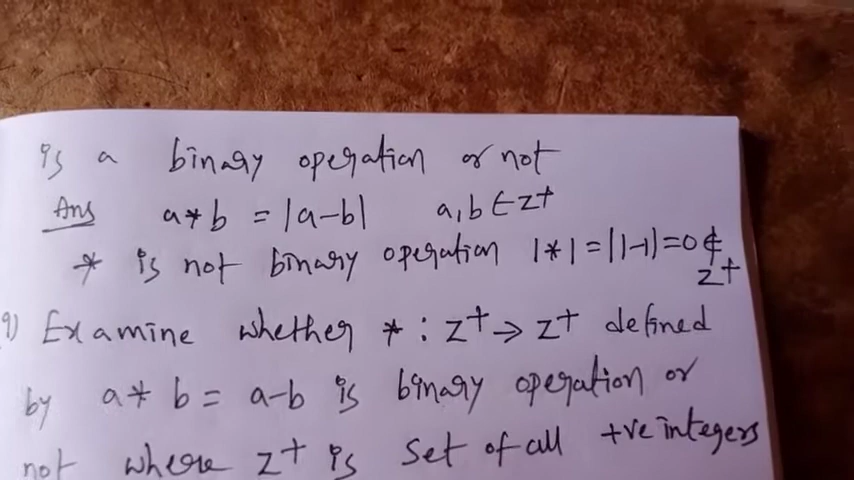 is a binary operation or not
Ans a * b = |a-b| a, b ∈ Z+
* is not binary operation 1*1 = |1-1| = 0 ∉ Z+
9) Examine whether * : Z+ → Z+ defined
by a * b = a-b is binary operation or
not where Z+ is set of all +ve integers